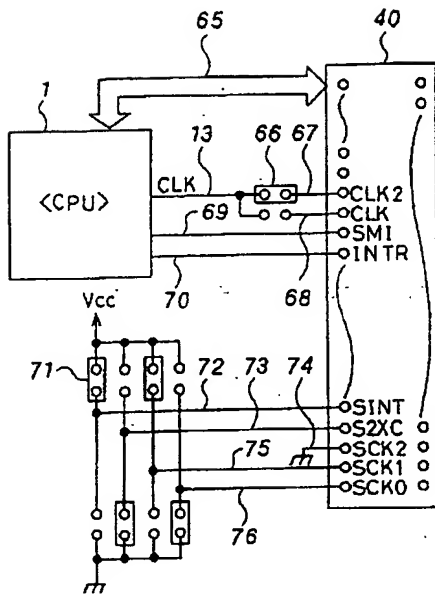 65
40
1
13
66
67
CLK
CLK2
<CPU>
CLK
69
SMI
INTR
70
68
Vcc
71
72
73
74
SINT
S2XC
SCK2
75
SCK1
SCK0
76